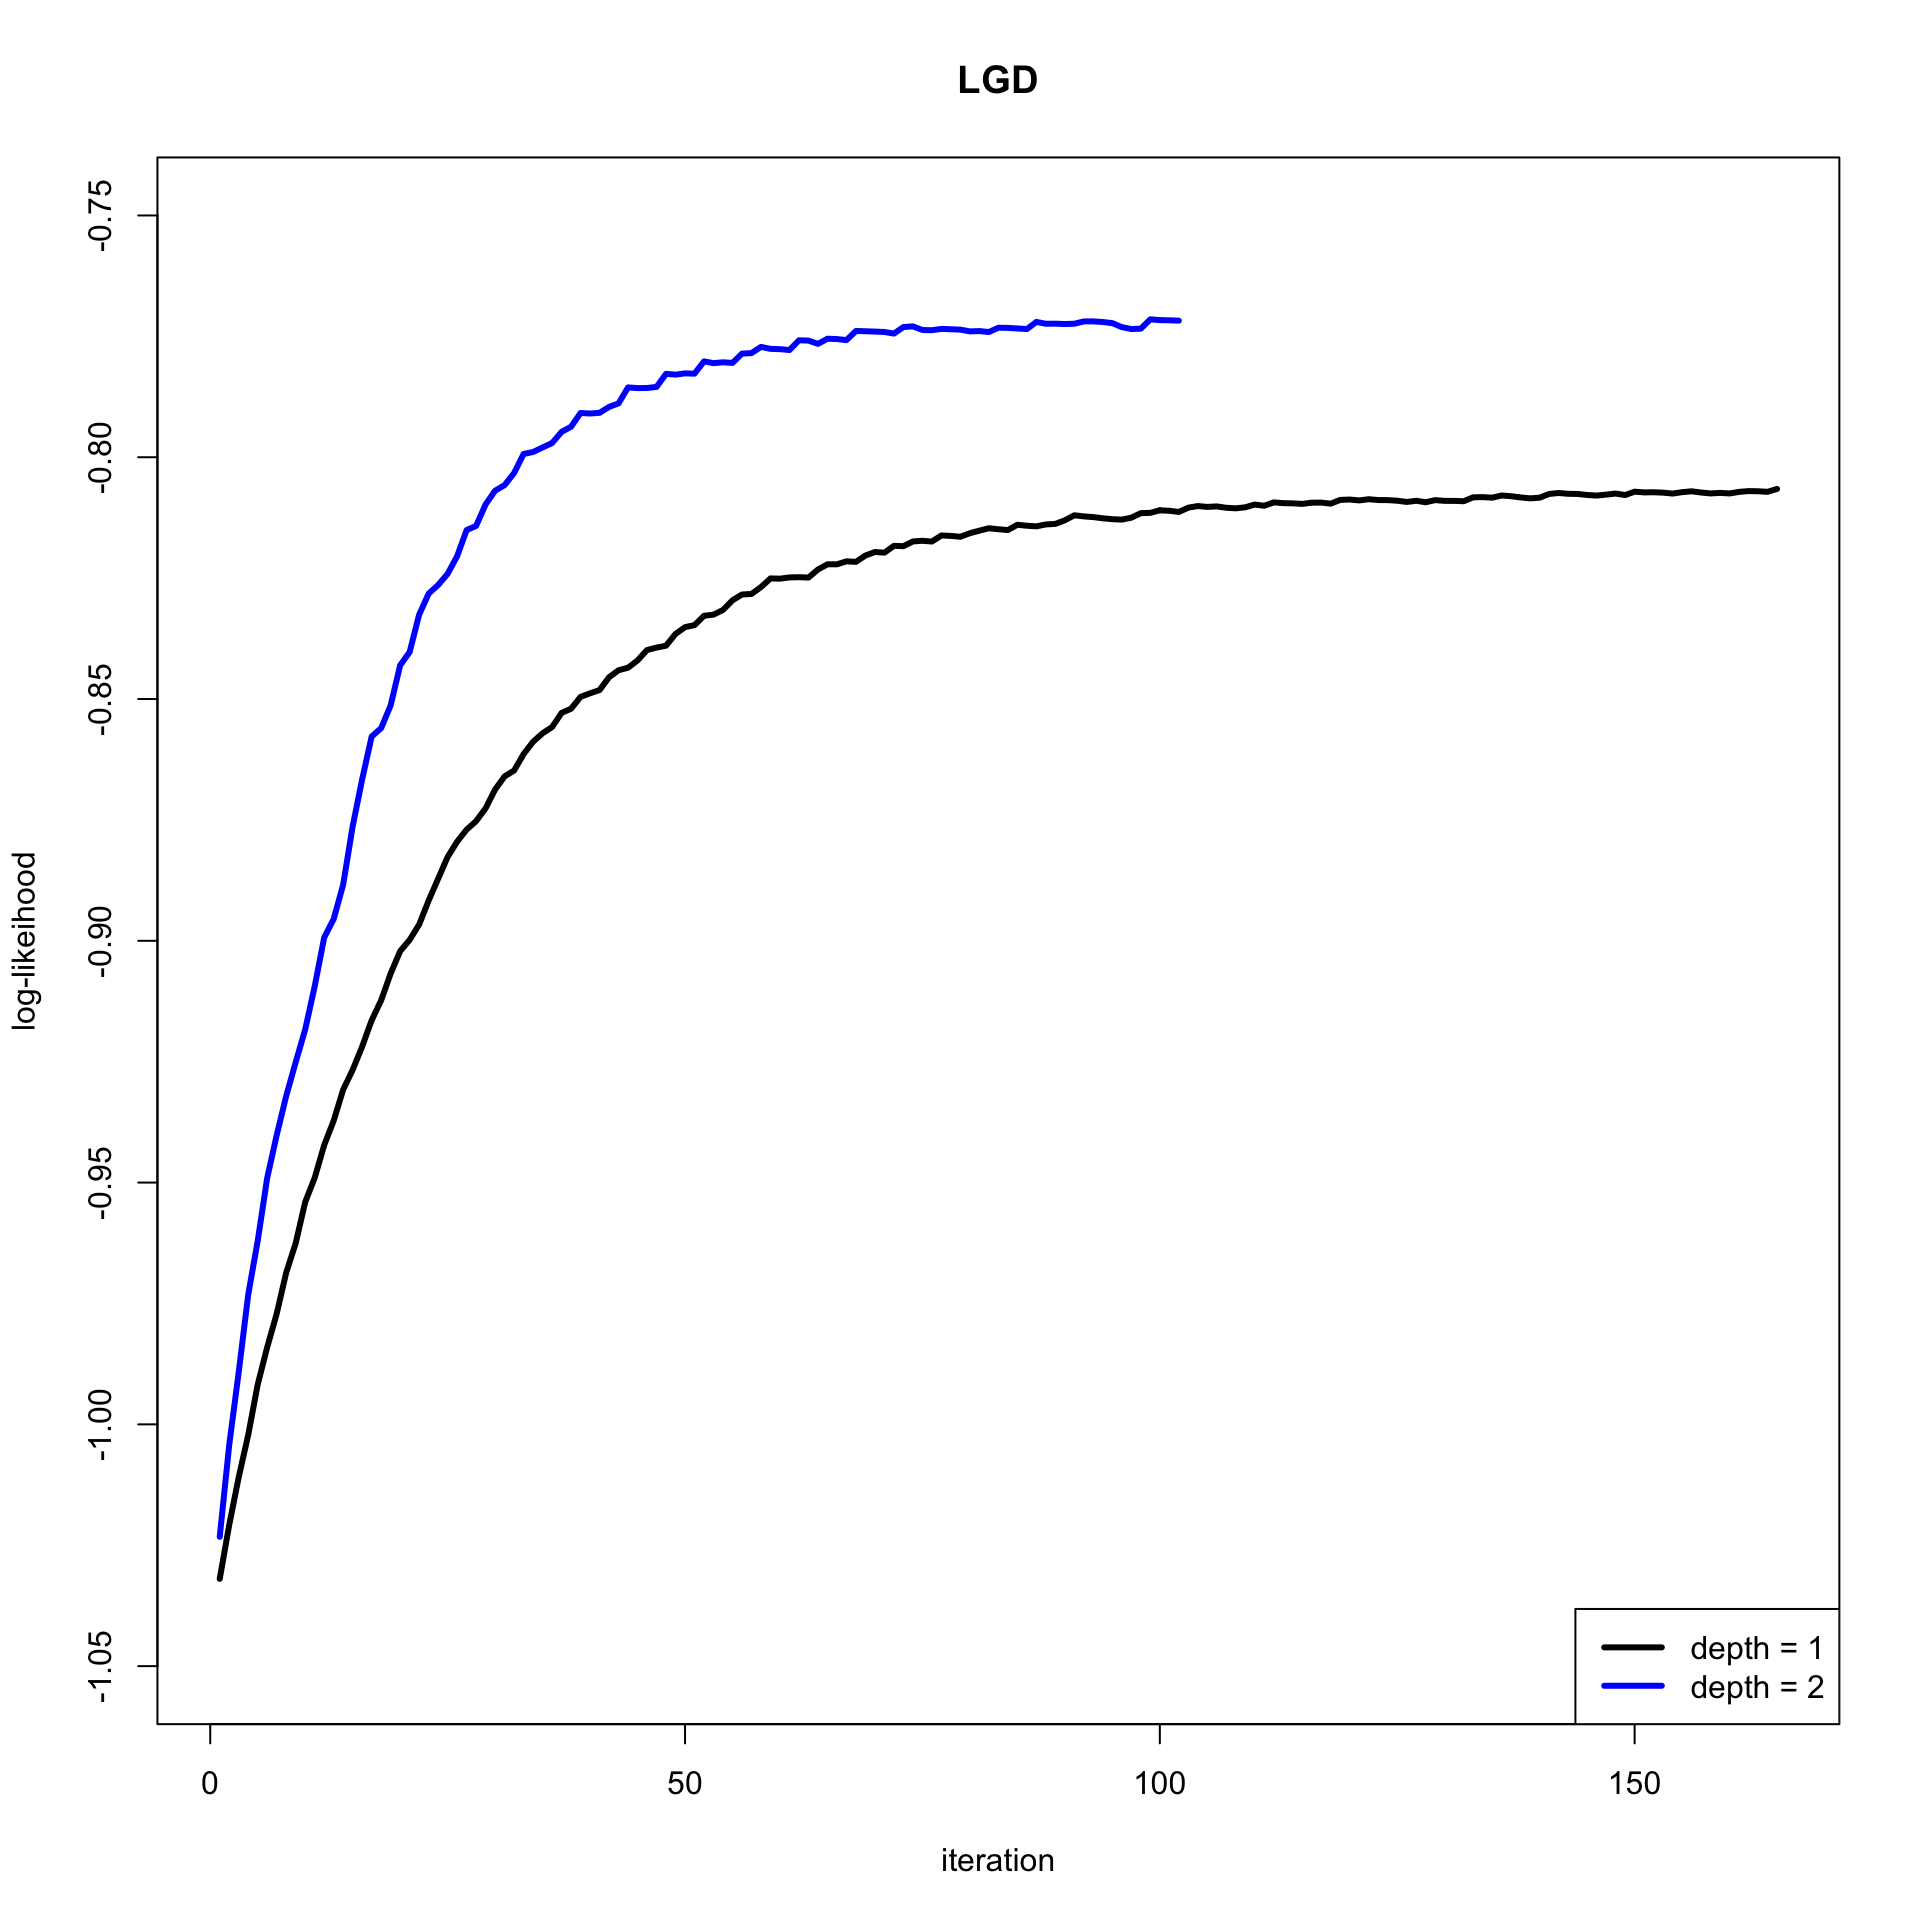 LGD
log-likeihood
-0.75
-0.80
-0.85
-0.90
-0.95
-1.00
-1.05
depth = 1
depth = 2
0 50 100 150
iteration